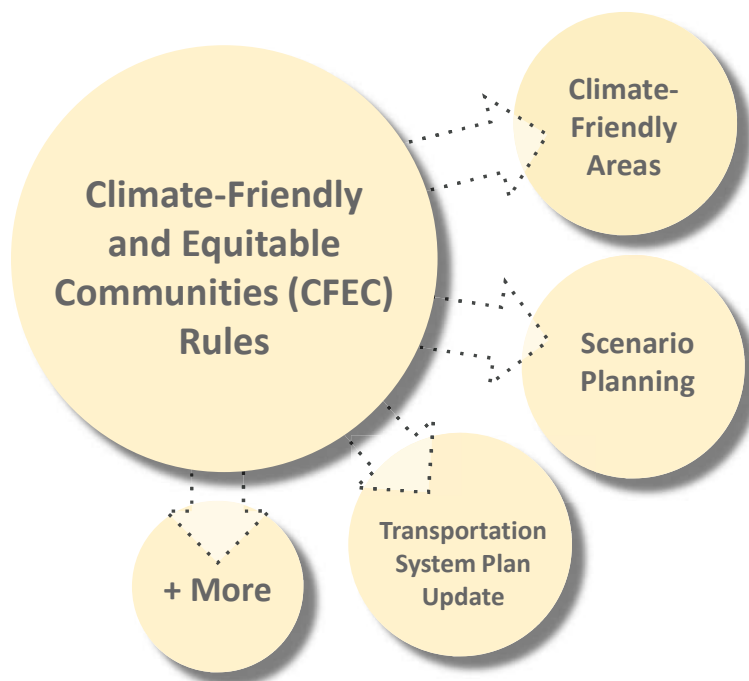 Climate-Friendly
and Equitable
Communities (CFEC)
Rules
Climate-
Friendly
Areas
Scenario
Planning
Transportation
System Plan
Update
+ More